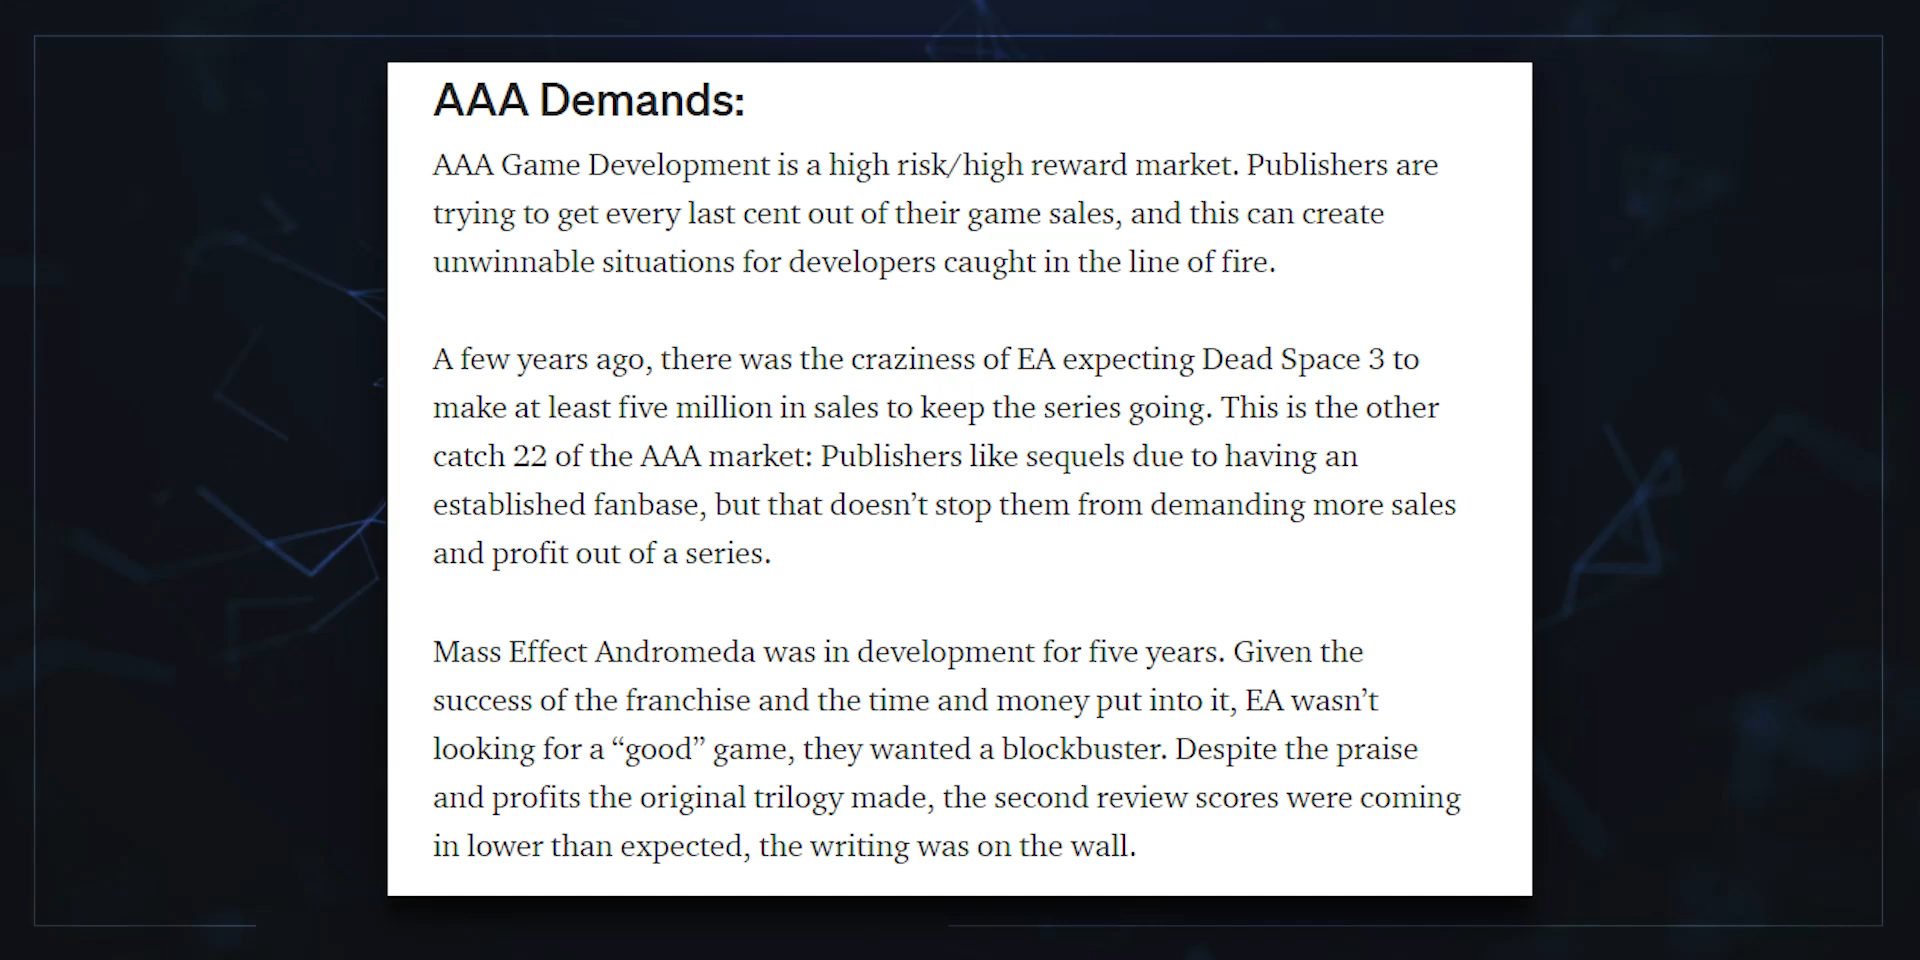 AAA Demands:
AAA Game Development is a high risk/high reward market. Publishers are
trying to get every last cent out of their game sales, and this can create
unwinnable situations for developers caught in the line of fire.
A few years ago, there was the craziness of EA expecting Dead Space 3 to
make at least five million in sales to keep the series going. This is the other
catch 22 of the AAA market: Publishers like sequels due to having an
established fanbase, but that doesn’t stop them from demanding more sales
and profit out of a series.
Mass Effect Andromeda was in development for five years. Given the
success of the franchise and the time and money put into it, EA wasn’t
looking for a “good” game, they wanted a blockbuster. Despite the praise
and profits the original trilogy made, the second review scores were coming
in lower than expected, the writing was on the wall.